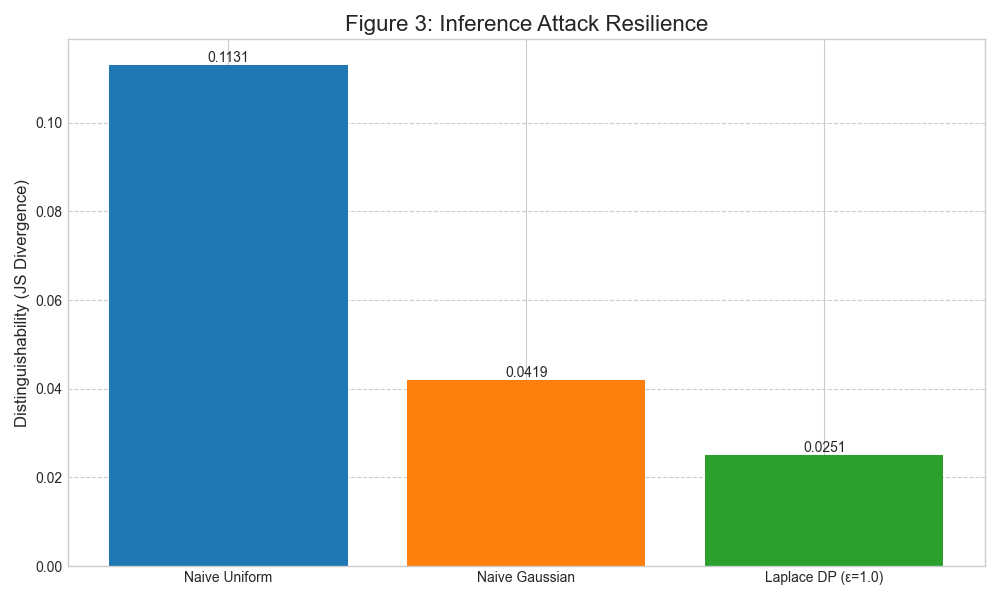 Figure 3: Inference Attack Resilience
Distinguishability (JS Divergence)
0.10
0.08
0.06
0.04
0.02
0.00
0.1131
0.0419
0.0251
Naive Uniform
Naive Gaussian
Laplace DP (ε=1.0)